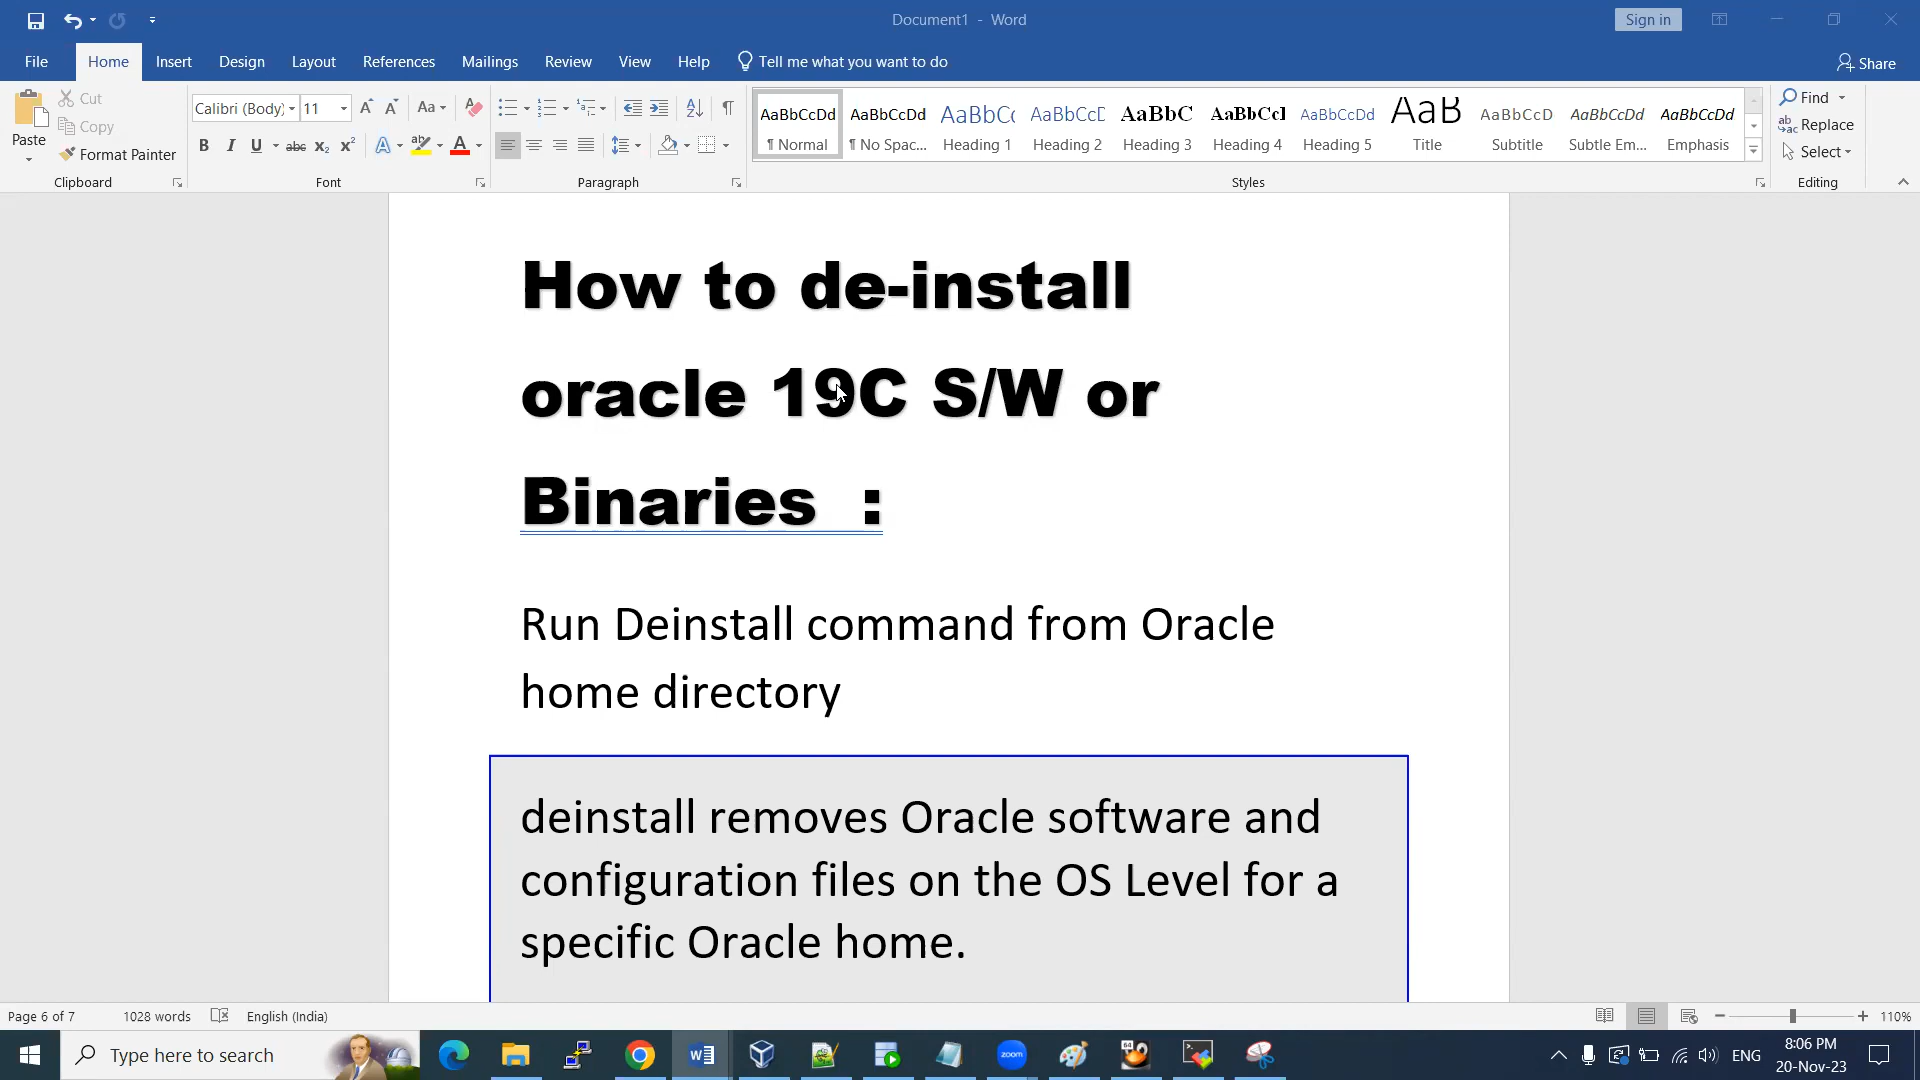 Document1 - Word
Sign in
File Home Insert Design Layout References Mailings Review View Help Tell me what you want to do
Share
Paste
Cut
Copy
Format Painter
Clipboard
Calibri (Body) 11
Font
Paragraph
AaBbCcDd AaBbCcDd AaBbC AaBbCcD AaBbC AaBbCcI AaBbCcDd AaB AaBbCcD AaBbCcDd AaBbCcDd
¶ Normal ¶ No Spac... Heading 1 Heading 2 Heading 3 Heading 4 Heading 5 Title Subtitle Subtle Em... Emphasis
Styles
Find
Replace
Select
Editing
How to de-install
oracle 19C S/W or
Binaries :
Run Deinstall command from Oracle
home directory
deinstall removes Oracle software and
configuration files on the OS Level for a
specific Oracle home.
Page 6 of 7 1028 words English (India) 110%
Type here to search
zoom
64
ENG
8:06 PM
20-Nov-23